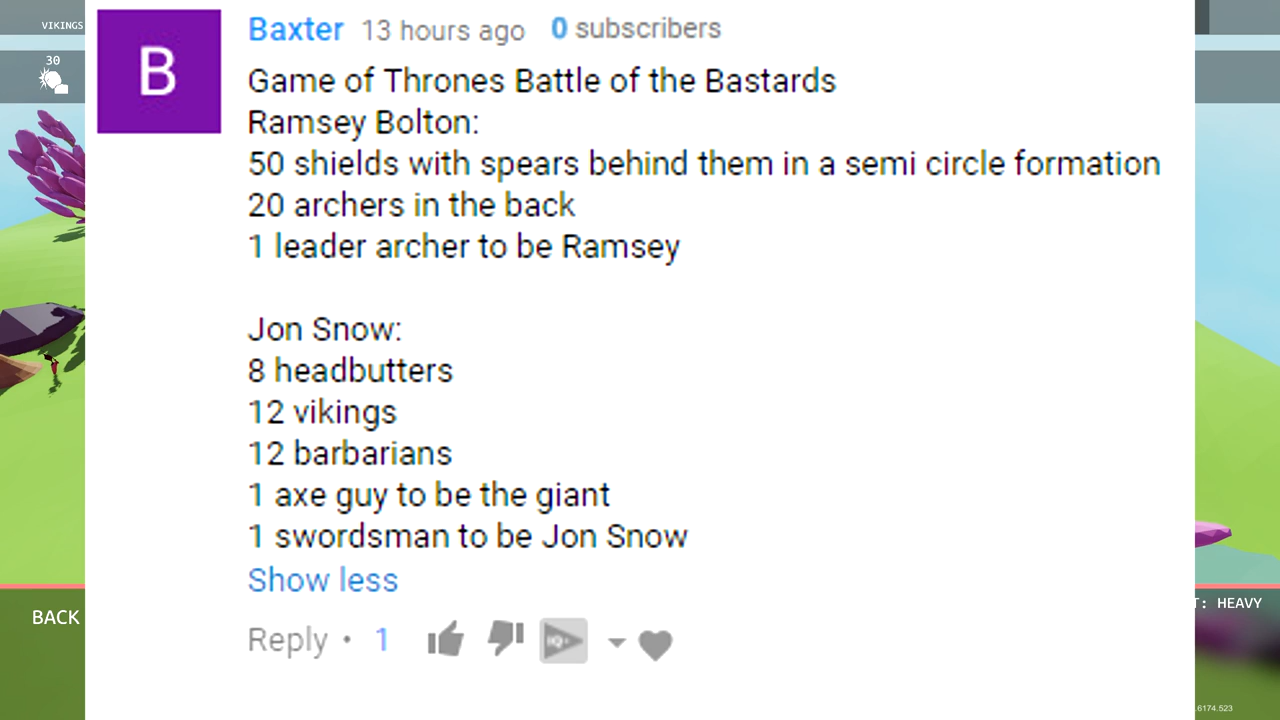 VIKINGS
30
B
Baxter 13 hours ago 0 subscribers
Game of Thrones Battle of the Bastards
Ramsey Bolton:
50 shields with spears behind them in a semi circle formation
20 archers in the back
1 leader archer to be Ramsey
Jon Snow:
8 headbutters
12 vikings
12 barbarians
1 axe guy to be the giant
1 swordsman to be Jon Snow
Show less
BACK
T: HEAVY
Reply • 1
.6174.523